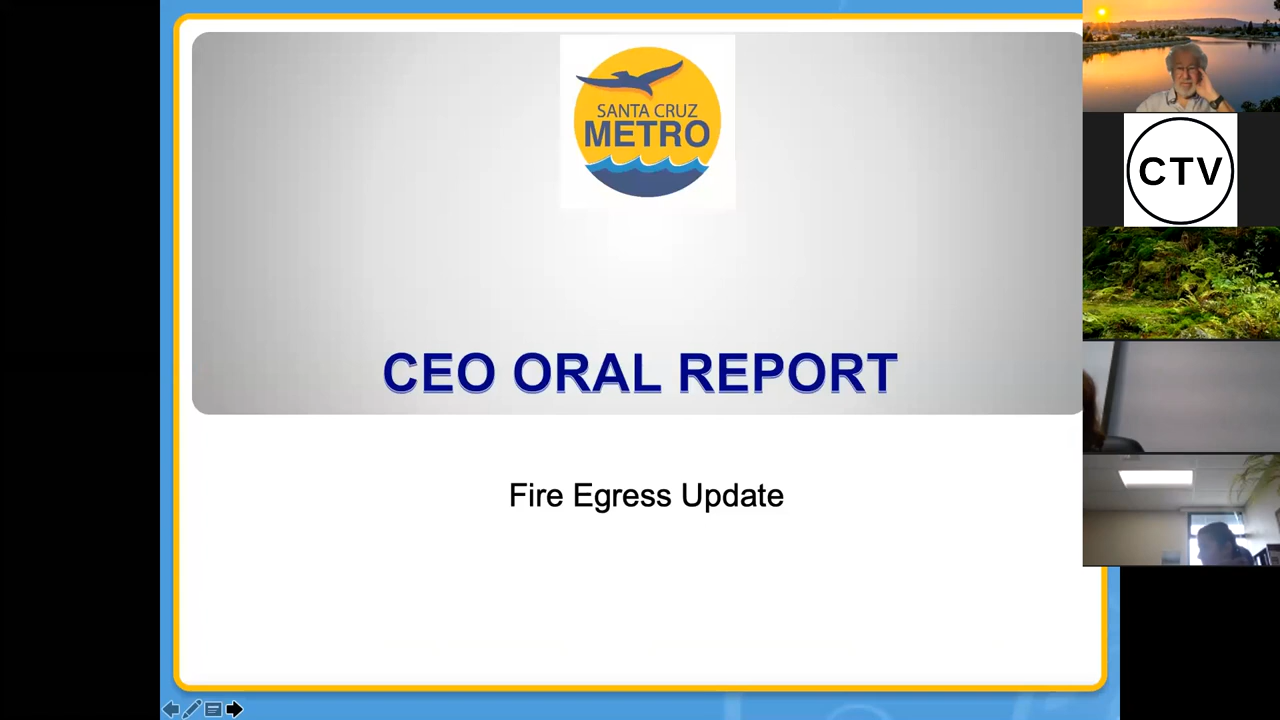 SANTA CRUZ
METRO
CEO ORAL REPORT
Fire Egress Update
CTV